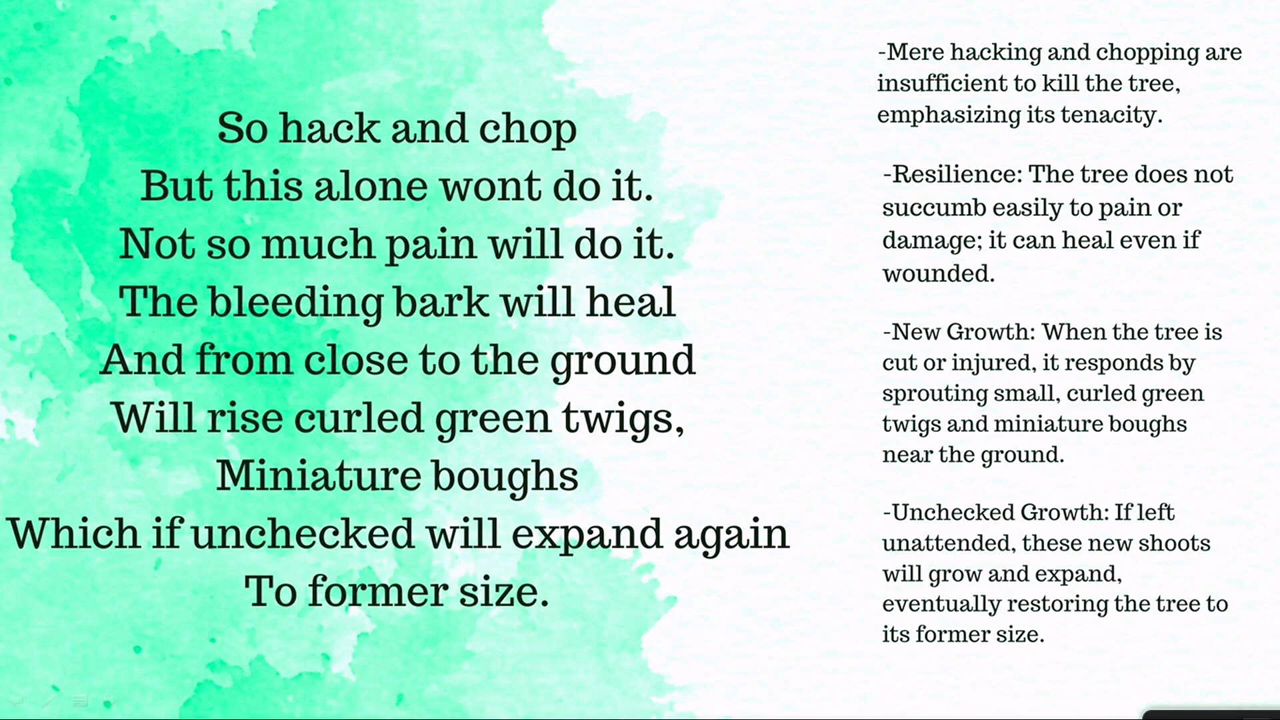 So hack and chop
But this alone wont do it.
Not so much pain will do it.
The bleeding bark will heal
And from close to the ground
Will rise curled green twigs,
Miniature boughs
Which if unchecked will expand again
To former size.
-Mere hacking and chopping are
insufficient to kill the tree,
emphasizing its tenacity.
-Resilience: The tree does not
succumb easily to pain or
damage; it can heal even if
wounded.
-New Growth: When the tree is
cut or injured, it responds by
sprouting small, curled green
twigs and miniature boughs
near the ground.
-Unchecked Growth: If left
unattended, these new shoots
will grow and expand,
eventually restoring the tree to
its former size.